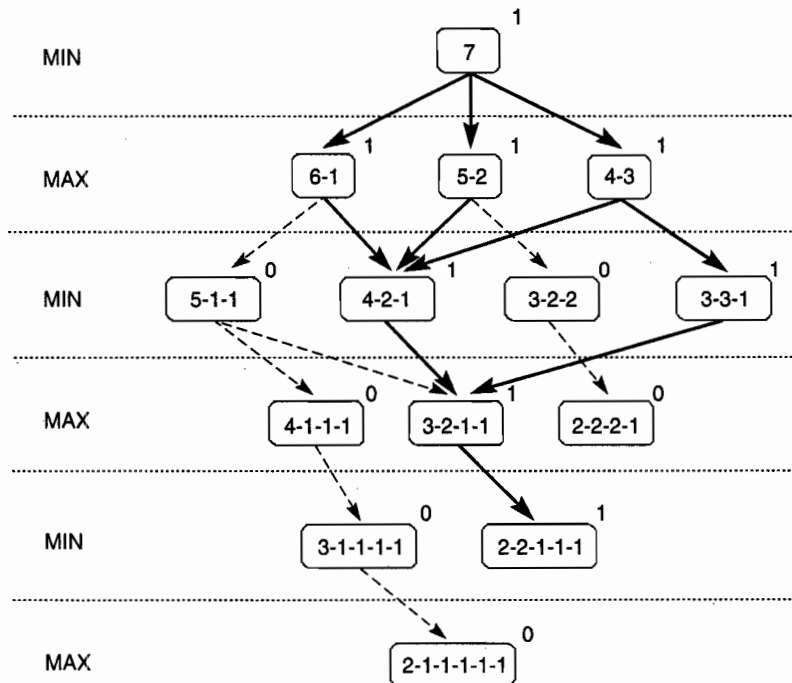 1
MIN 7
1 1 1
MAX 6-1 5-2 4-3
0 1 0 1
MIN 5-1-1 4-2-1 3-2-2 3-3-1
0 1 0
MAX 4-1-1-1 3-2-1-1 2-2-2-1
0 1
MIN 3-1-1-1-1 2-2-1-1-1
0
MAX 2-1-1-1-1-1